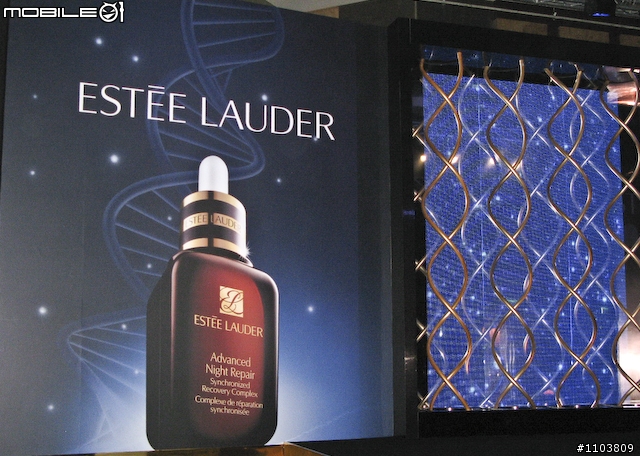 MOBILE01
ESTĒE LAUDER
ESTĒE LAUDER
ESTĒE LAUDER
Advanced
Night Repair
Synchronized
Recovery Complex
Complexe de réparation
synchronisée
#1103809